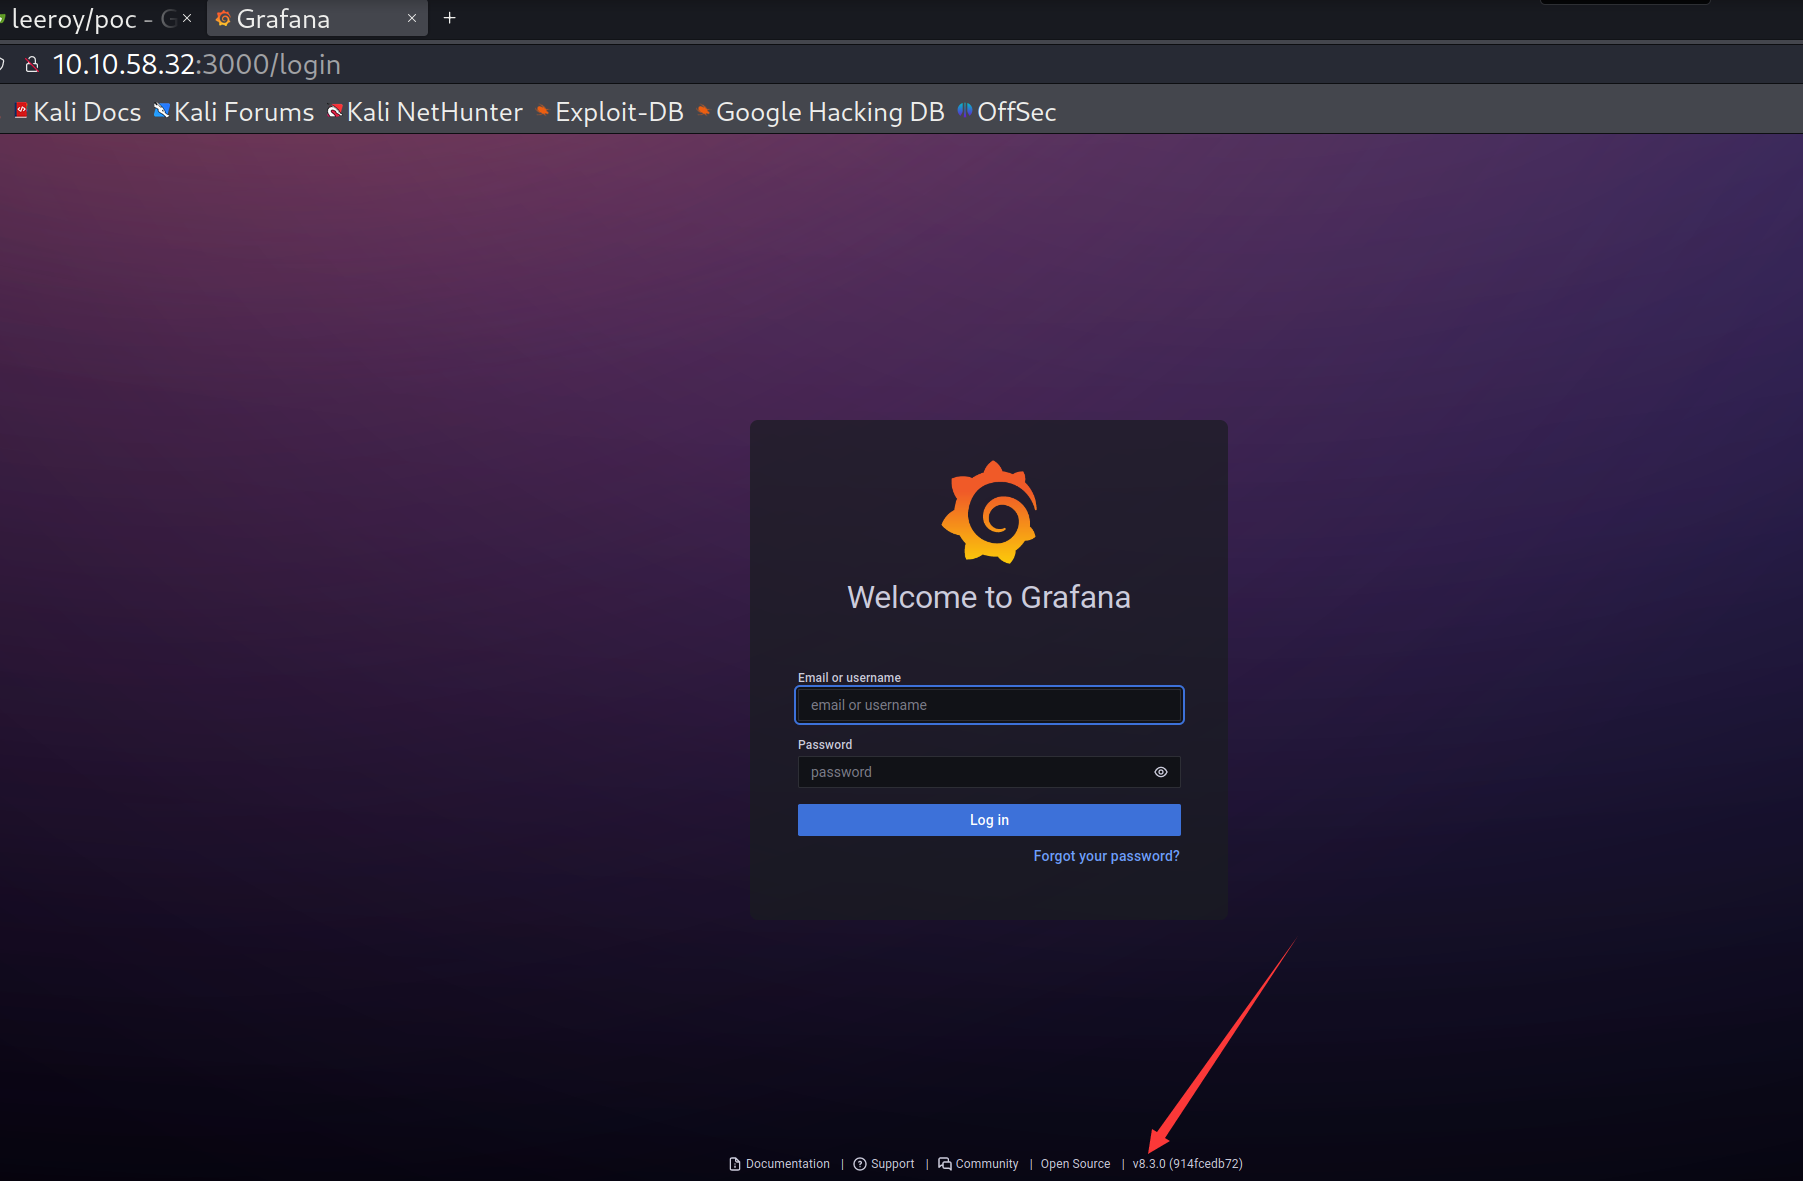 leeroy/poc - G
Grafana
10.10.58.32:3000/login
Kali Docs Kali Forums Kali NetHunter Exploit-DB Google Hacking DB OffSec
Welcome to Grafana
Email or username
email or username
Password
password
Log in
Forgot your password?
Documentation | Support | Community | Open Source | v8.3.0 (914fcedb72)